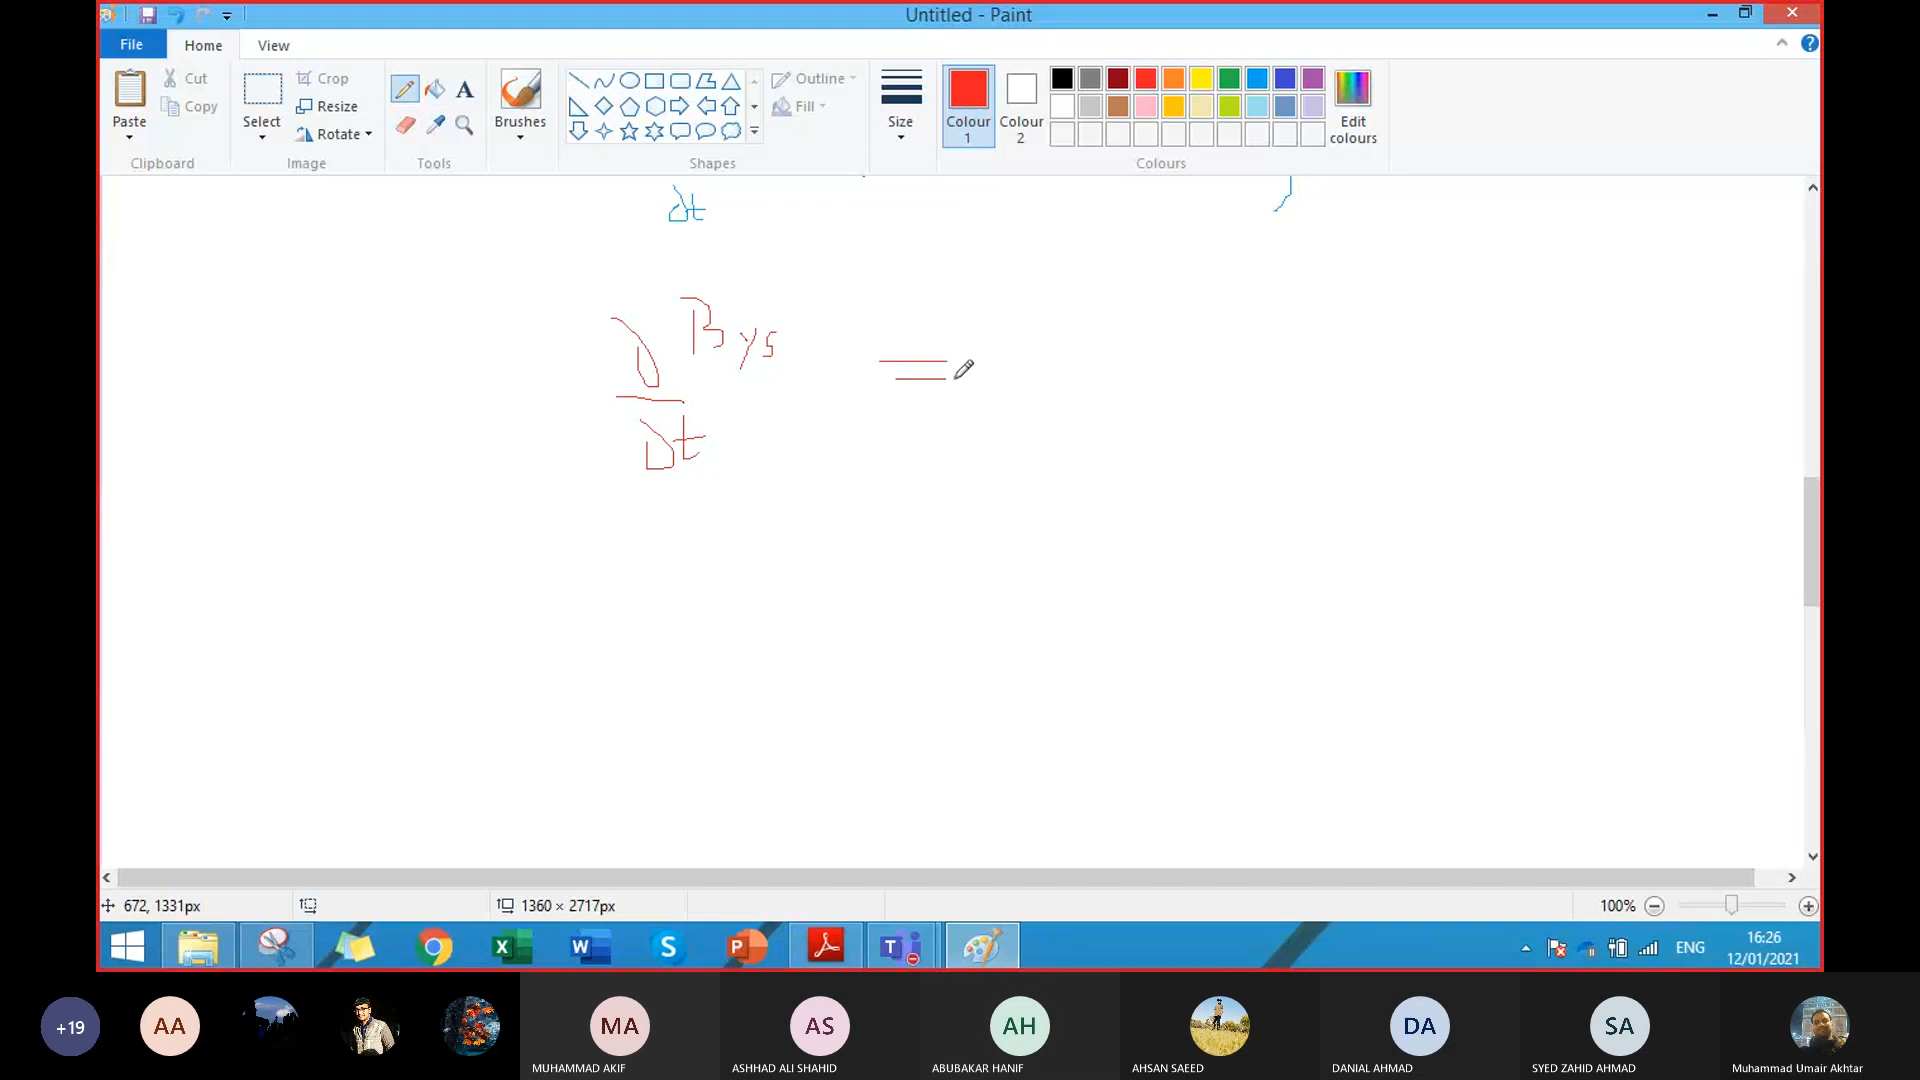 Untitled - Paint
File Home View
Paste Cut Copy Clipboard
Select Crop Resize Rotate Image
Tools
Brushes
Shapes
Outline Fill
Size
Colour 1
Colour 2
Edit colours
Colours
∂t
∂ B ys =
∂t
672, 1331px
1360 × 2717px
100%
ENG
16:26
12/01/2021
+19
AA
MA
AS
AH
DA
SA
MUHAMMAD AKIF
ASHHAD ALI SHAHID
ABUBAKAR HANIF
AHSAN SAEED
DANIAL AHMAD
SYED ZAHID AHMAD
Muhammad Umair Akhtar